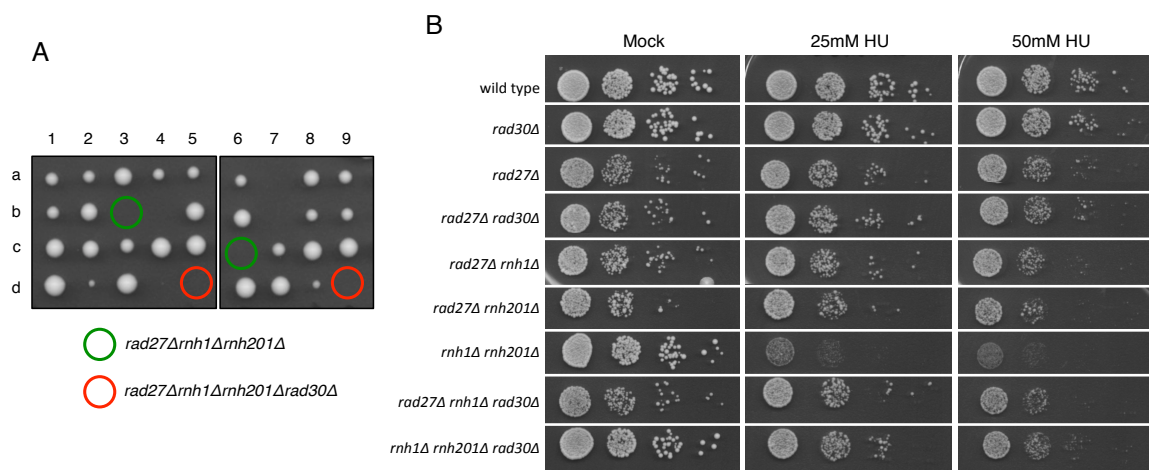 A
1 2 3 4 5 6 7 8 9
a
b
c
d
rad27Δrnh1Δrnh201Δ
rad27Δrnh1Δrnh201Δrad30Δ
B
Mock 25mM HU 50mM HU
wild type
rad30Δ
rad27Δ
rad27Δ rad30Δ
rad27Δ rnh1Δ
rad27Δ rnh201Δ
rnh1Δ rnh201Δ
rad27Δ rnh1Δ rad30Δ
rnh1Δ rnh201Δ rad30Δ